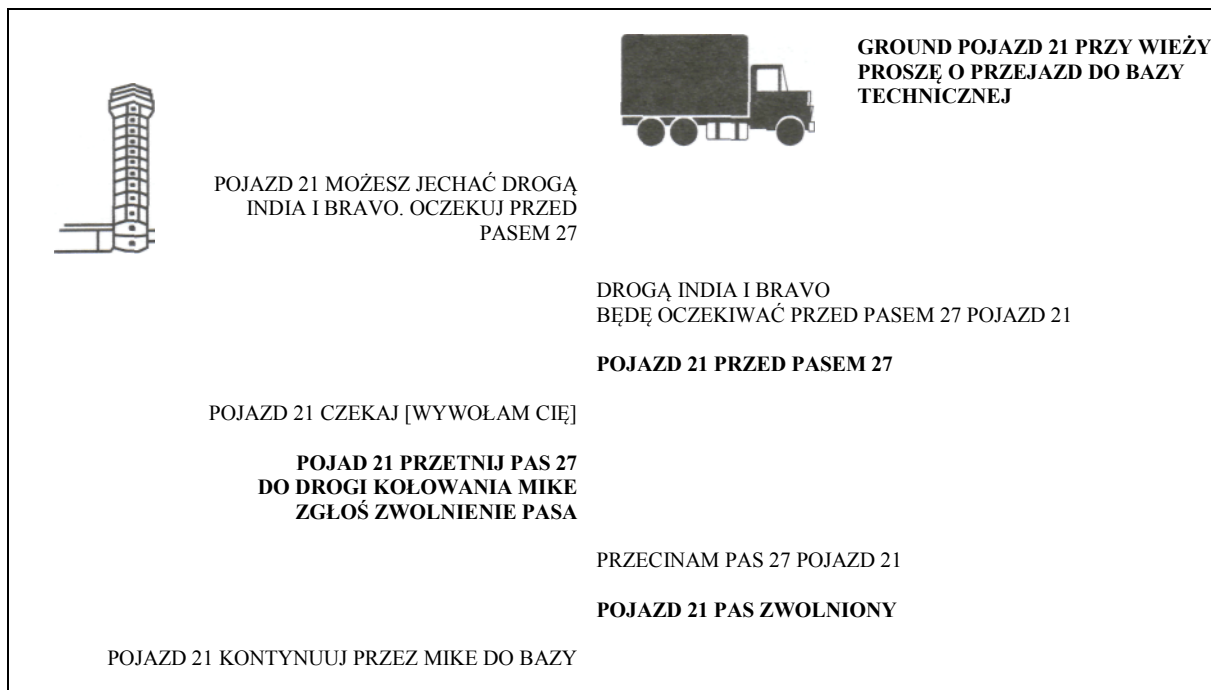 GROUND POJAZD 21 PRZY WIEŻY
PROSZĘ O PRZEJAZD DO BAZY
TECHNICZNEJ
POJAZD 21 MOŻESZ JECHAĆ DROGĄ
INDIA I BRAVO. OCZEKUJ PRZED
PASEM 27
DROGĄ INDIA I BRAVO
BĘDĘ OCZEKIWAĆ PRZED PASEM 27 POJAZD 21
POJAZD 21 PRZED PASEM 27
POJAZD 21 CZEKAJ [WYWOŁAM CIĘ]
POJAD 21 PRZETNIJ PAS 27
DO DROGI KOŁOWANIA MIKE
ZGŁOŚ ZWOLNIENIE PASA
PRZECINAM PAS 27 POJAZD 21
POJAZD 21 PAS ZWOLNIONY
POJAZD 21 KONTYNUUJ PRZEZ MIKE DO BAZY